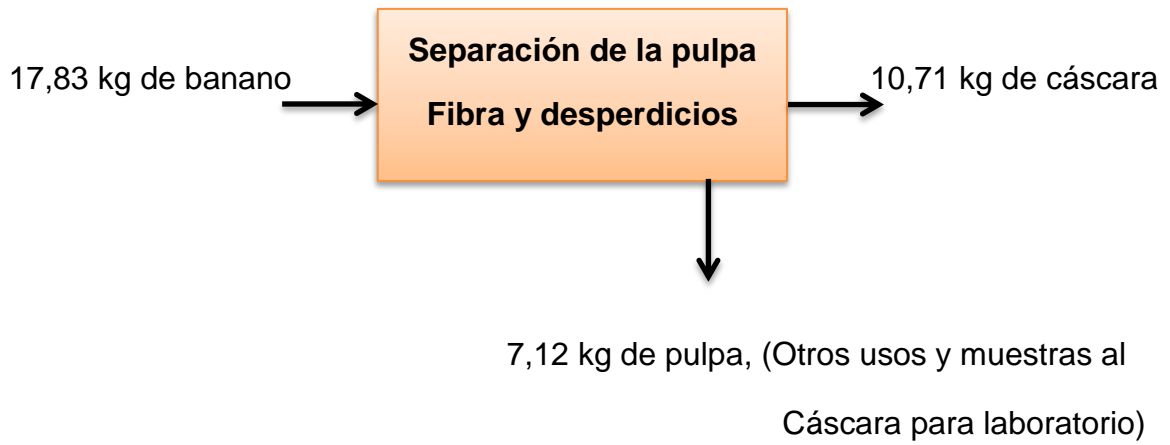 17,83 kg de banano
Separación de la pulpa
Fibra y desperdicios
10,71 kg de cáscara
7,12 kg de pulpa, (Otros usos y muestras al
Cáscara para laboratorio)